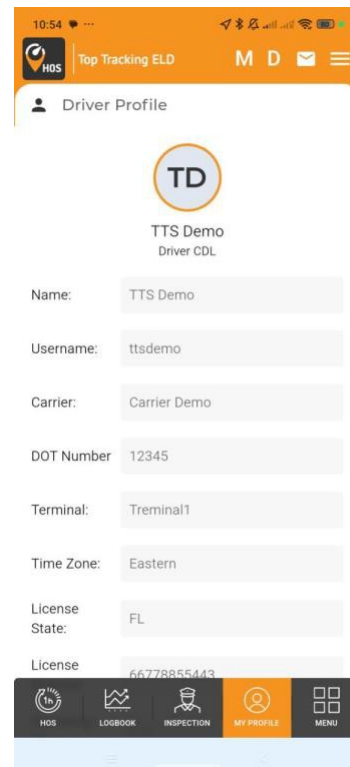 10:54
HOS
Top Tracking ELD
M D
Driver Profile
TD
TTS Demo
Driver CDL
Name: TTS Demo
Username: ttsdemo
Carrier: Carrier Demo
DOT Number 12345
Terminal: Treminal1
Time Zone: Eastern
License State: FL
License 66778855443
1h
HOS LOGBOOK INSPECTION MY PROFILE MENU